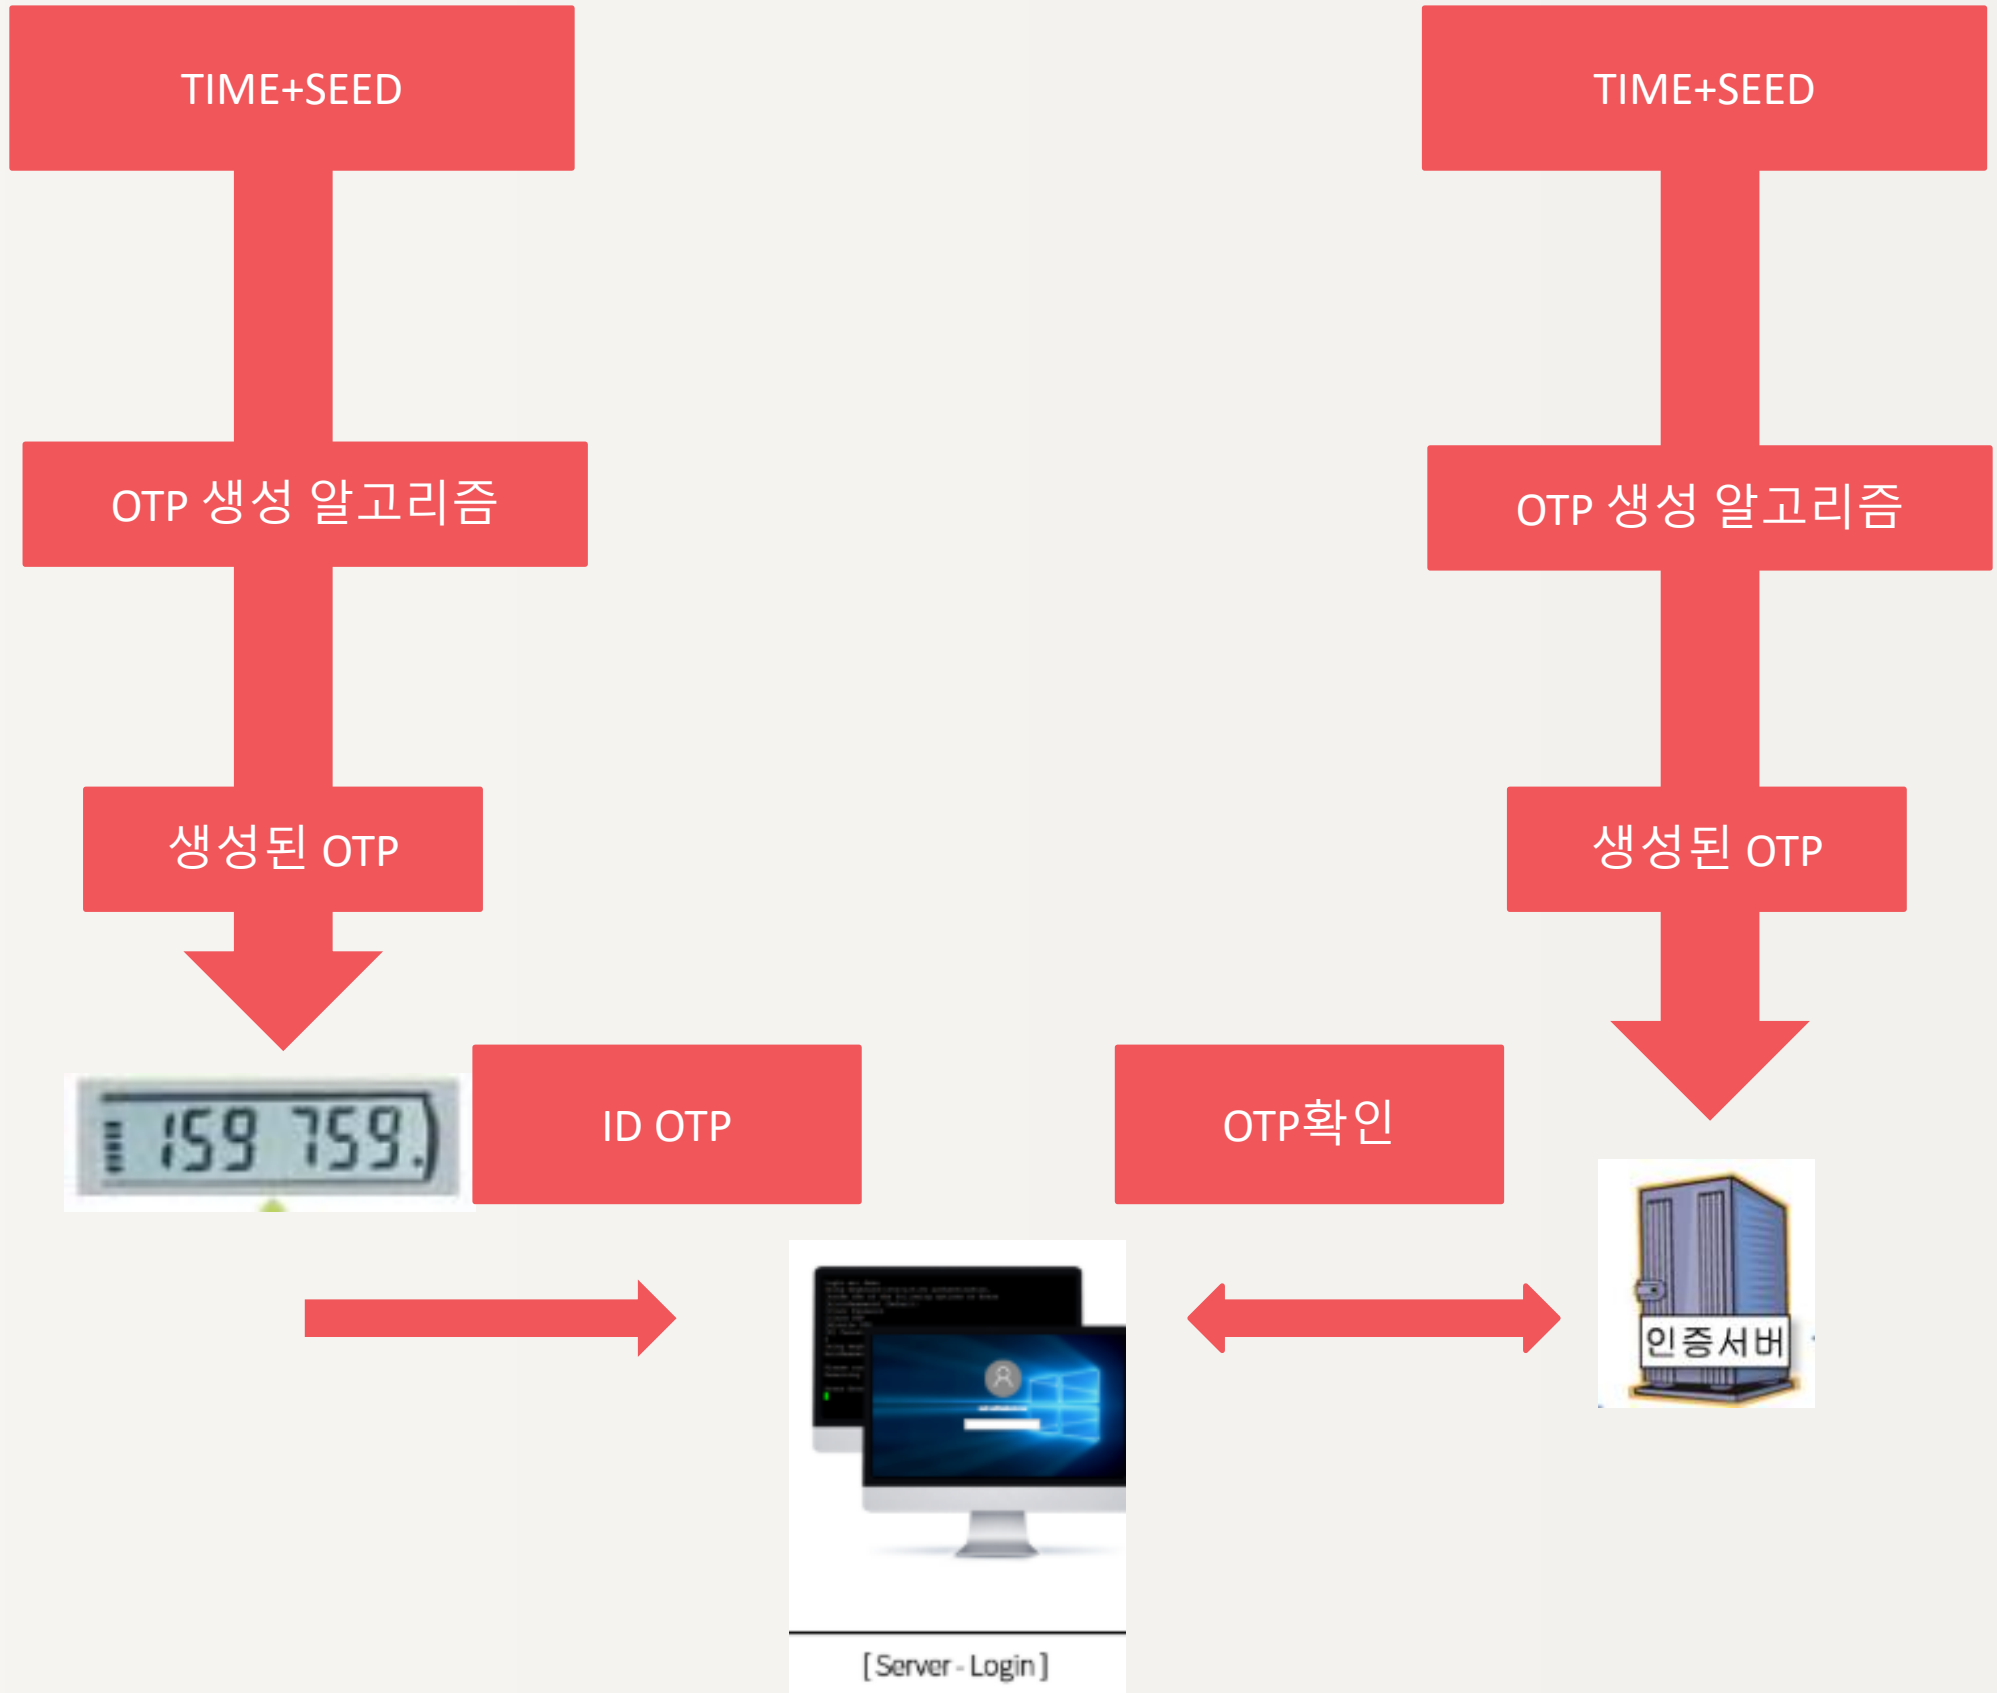 TIME+SEED
TIME+SEED
OTP 생성 알고리즘
OTP 생성 알고리즘
생성된 OTP
생성된 OTP
159 759.
ID OTP
OTP확인
인증서버
[ Server - Login ]